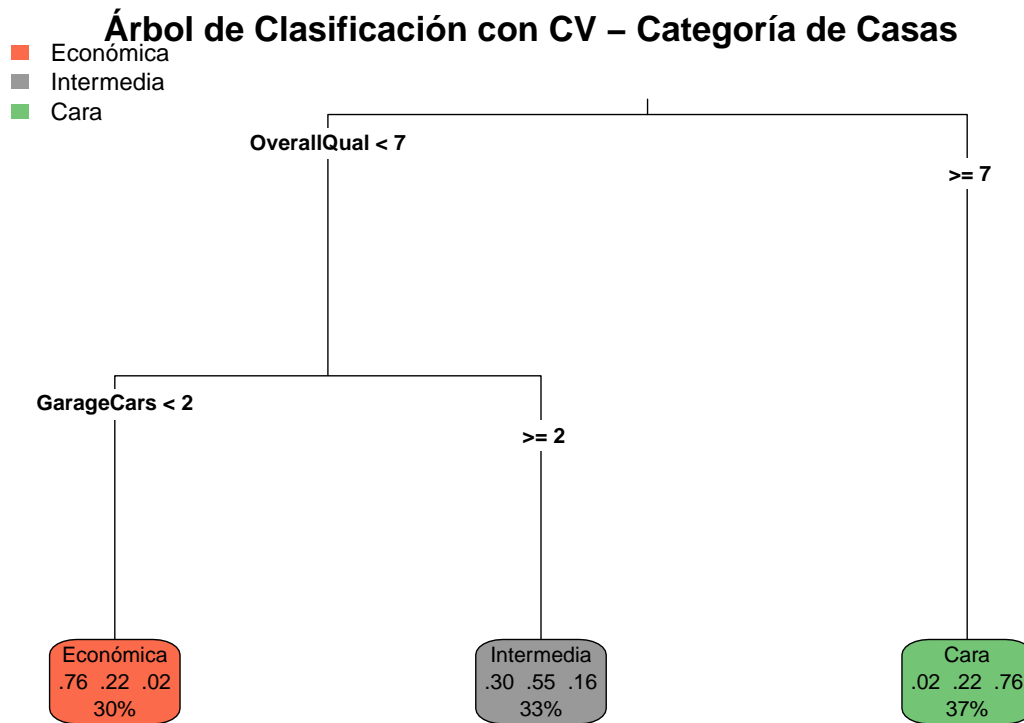 Árbol de Clasificación con CV – Categoría de Casas
Económica
Intermedia
Cara
OverallQual < 7
>= 7
GarageCars < 2
>= 2
Económica
.76 .22 .02
30%
Intermedia
.30 .55 .16
33%
Cara
.02 .22 .76
37%